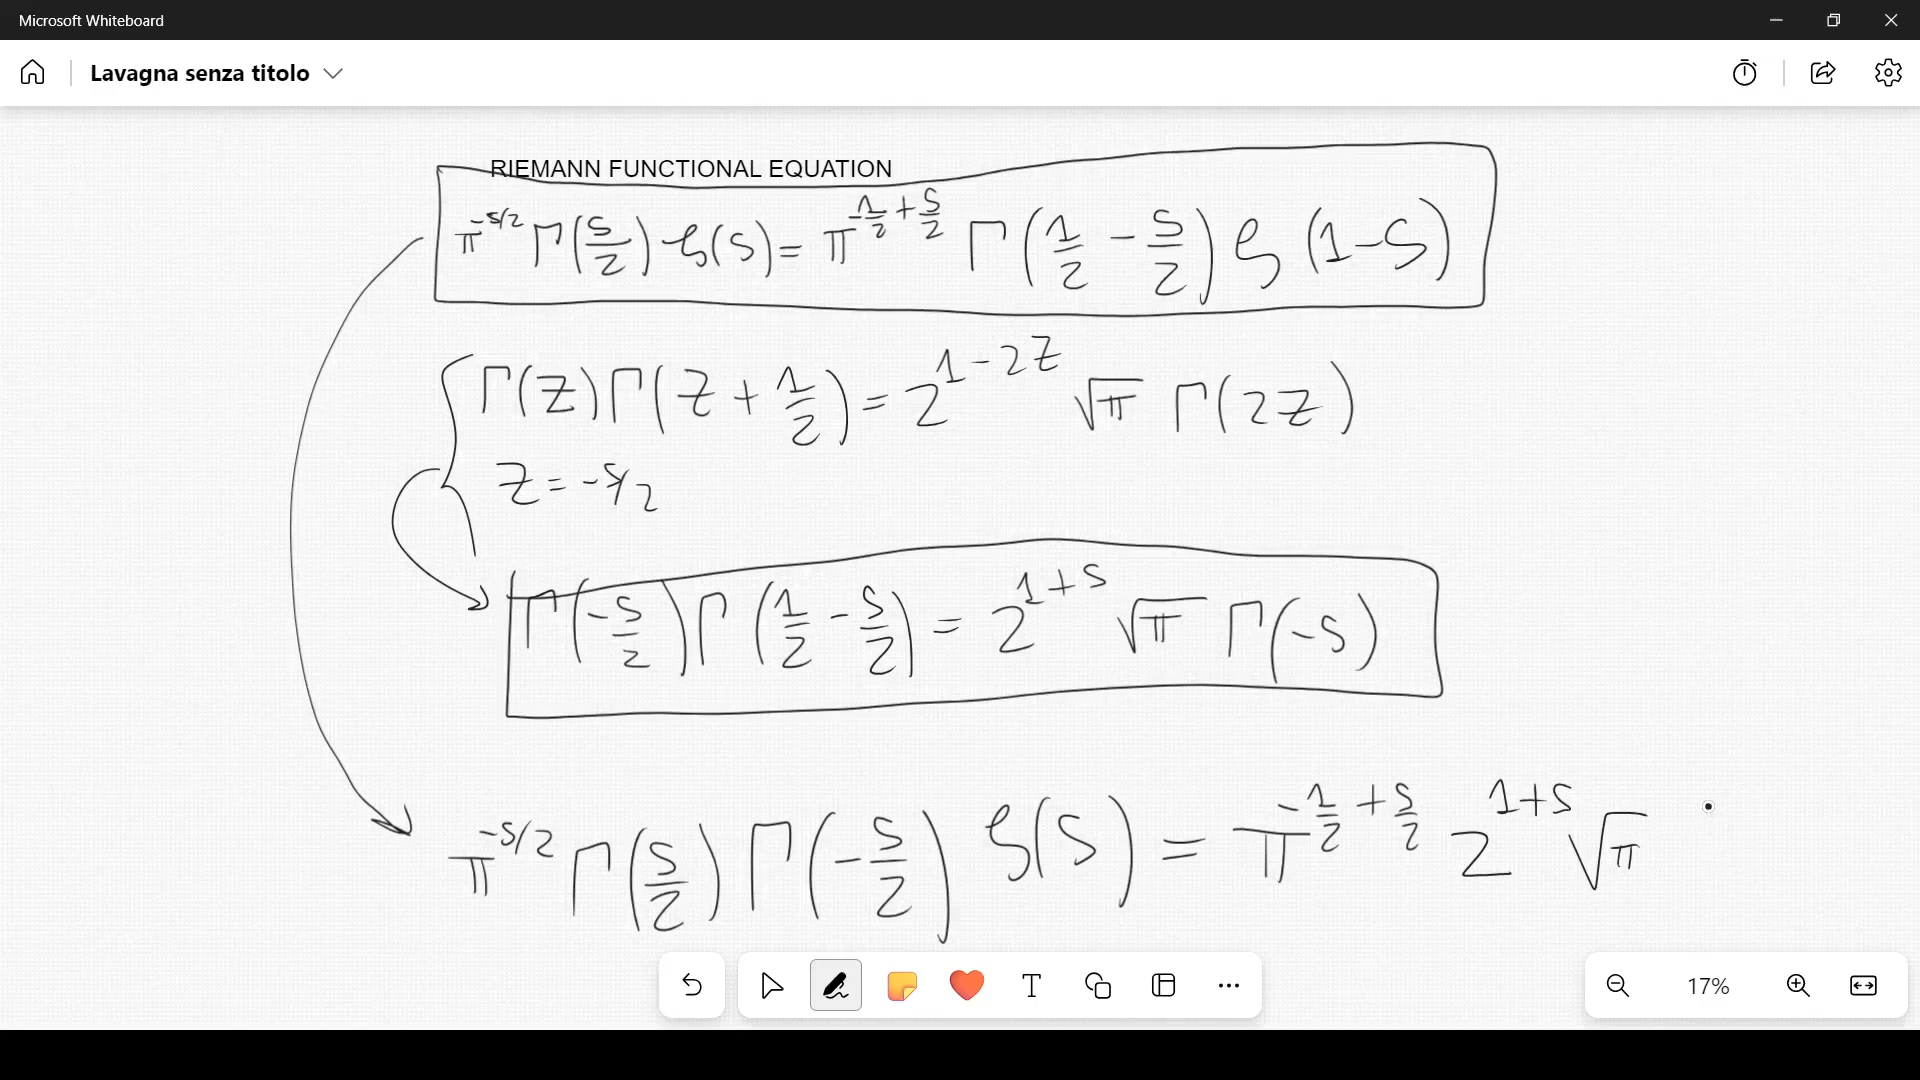 Microsoft Whiteboard
Lavagna senza titolo
RIEMANN FUNCTIONAL EQUATION
π^{-s/2} Γ(s/2) ζ(s) = π^{-1/2 + s/2} Γ(1/2 - s/2) ζ(1-s)
Γ(z) Γ(z + 1/2) = 2^{1-2z} √π Γ(2z)
z = -s/2
Γ(-s/2) Γ(1/2 - s/2) = 2^{1+s} √π Γ(-s)
π^{-s/2} Γ(s/2) Γ(-s/2) ζ(s) = π^{-1/2 + s/2} 2^{1+s} √π
T
17%